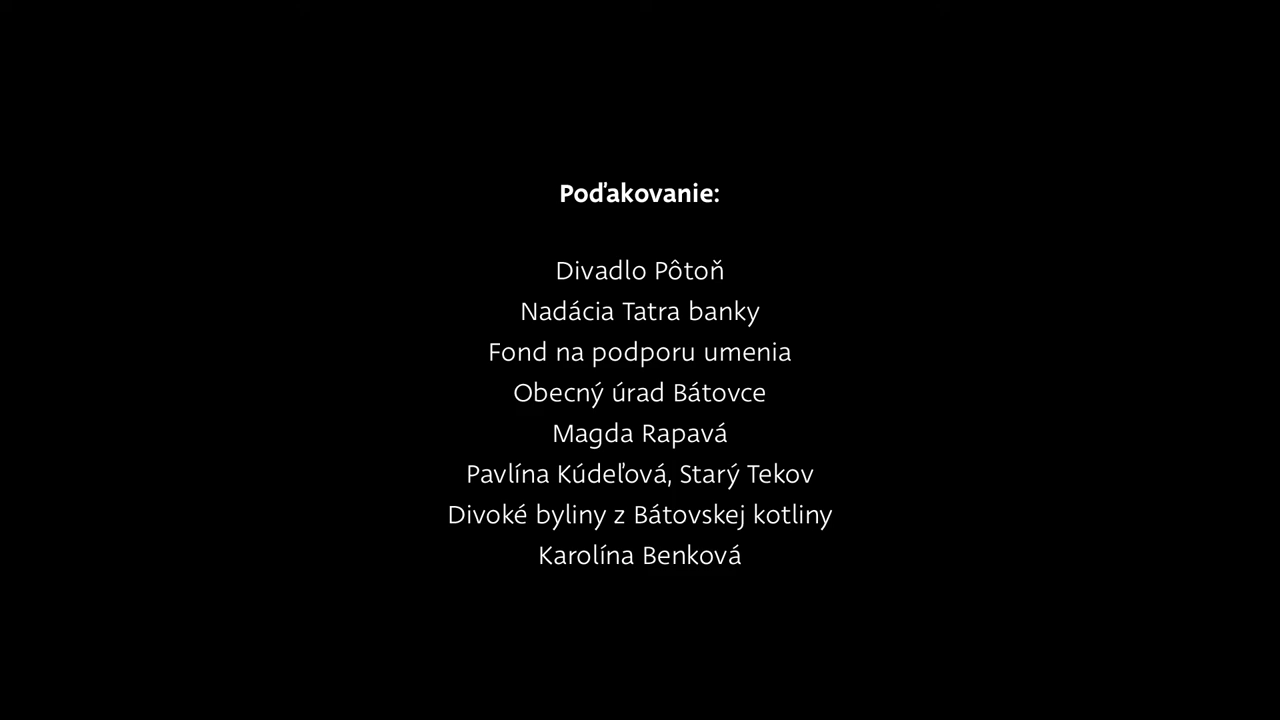 Poďakovanie:
Divadlo Pôtoň
Nadácia Tatra banky
Fond na podporu umenia
Obecný úrad Bátovce
Magda Rapavá
Pavlína Kúdeľová, Starý Tekov
Divoké byliny z Bátovskej kotliny
Karolína Benková